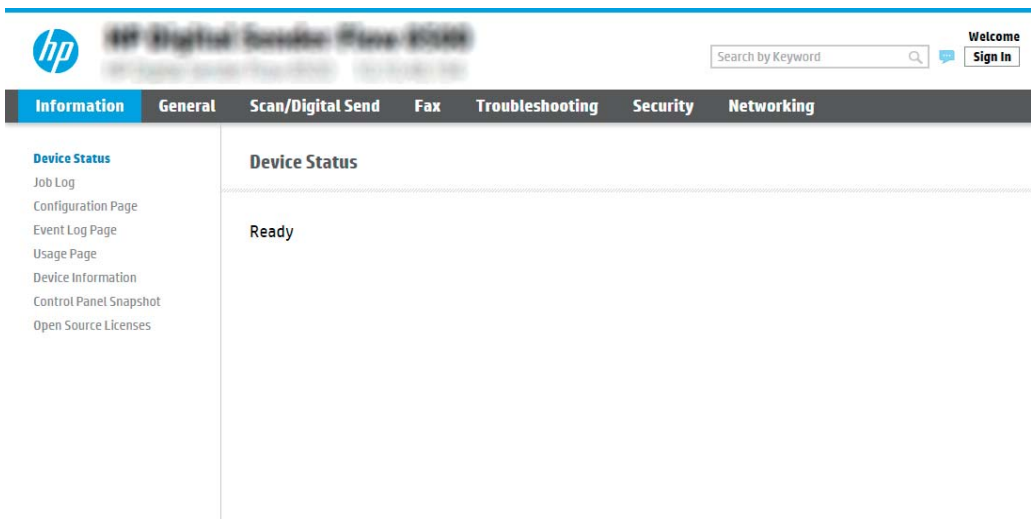 hp
Welcome
Search by Keyword
Sign In
Information General Scan/Digital Send Fax Troubleshooting Security Networking
Device Status
Job Log
Configuration Page
Event Log Page
Usage Page
Device Information
Control Panel Snapshot
Open Source Licenses
Device Status
Ready